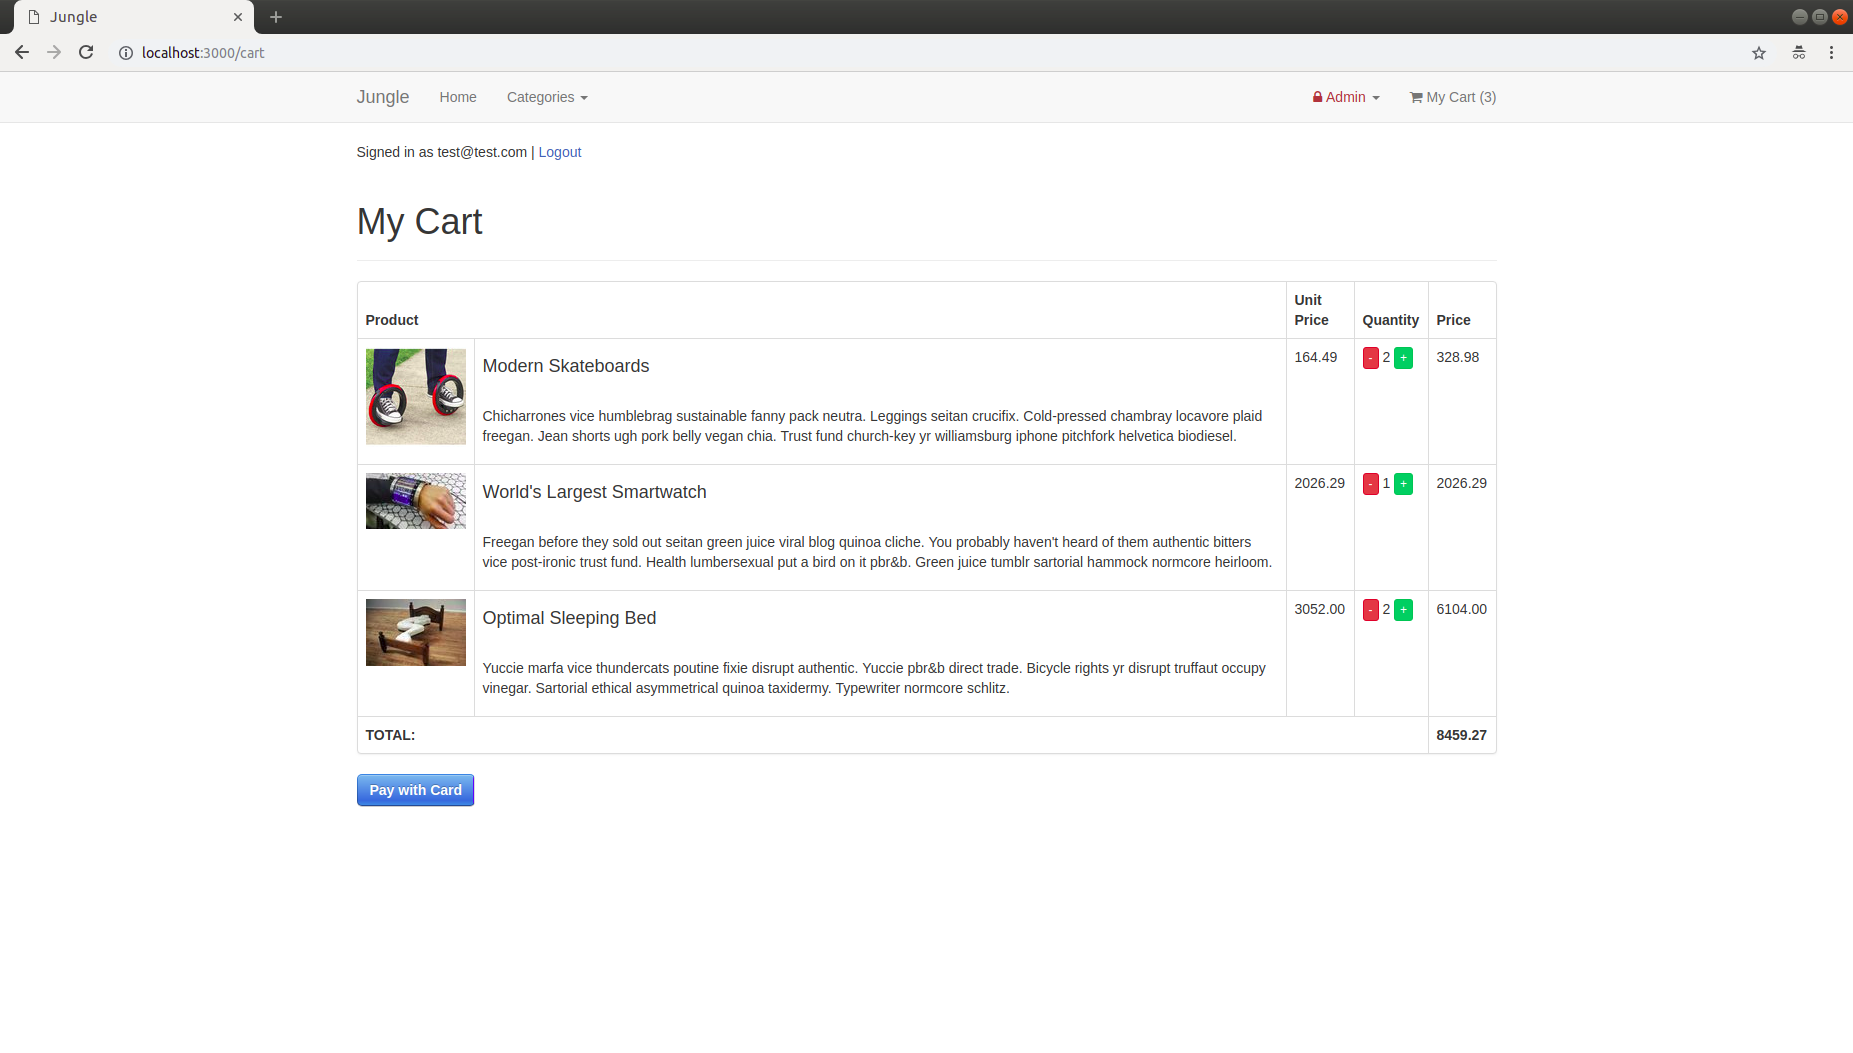 Jungle
localhost:3000/cart
Jungle Home Categories Admin My Cart (3)
Signed in as test@test.com | Logout
My Cart
Product Unit Price Quantity Price
Modern Skateboards 164.49 - 2 + 328.98
Chicharrones vice humblebrag sustainable fanny pack neutra. Leggings seitan crucifix. Cold-pressed chambray locavore plaid
freegan. Jean shorts ugh pork belly vegan chia. Trust fund church-key yr williamsburg iphone pitchfork helvetica biodiesel.
World's Largest Smartwatch 2026.29 - 1 + 2026.29
Freegan before they sold out seitan green juice viral blog quinoa cliche. You probably haven't heard of them authentic bitters
vice post-ironic trust fund. Health lumbersexual put a bird on it pbr&b. Green juice tumblr sartorial hammock normcore heirloom.
Optimal Sleeping Bed 3052.00 - 2 + 6104.00
Yuccie marfa vice thundercats poutine fixie disrupt authentic. Yuccie pbr&b direct trade. Bicycle rights yr disrupt truffaut occupy
vinegar. Sartorial ethical asymmetrical quinoa taxidermy. Typewriter normcore schlitz.
TOTAL: 8459.27
Pay with Card